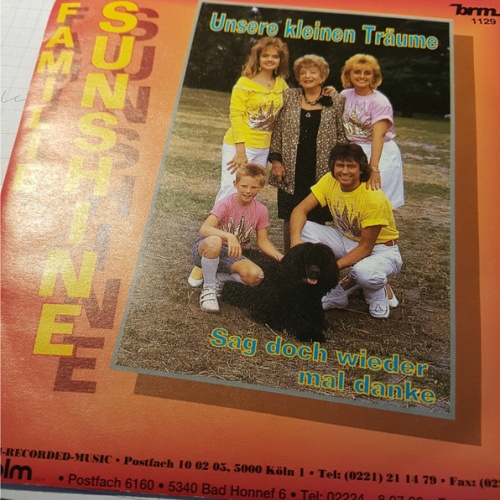 FAMILIE
SUNSHINE
Unsere kleinen Träume
brm
1129
Sag doch wieder
mal danke
-RECORDED-MUSIC • Postfach 10 02 05, 5000 Köln 1 • Tel: (0221) 21 14 79 • Fax: (02
• Postfach 6160 • 5340 Bad Honnef 6 • Tel: 02224